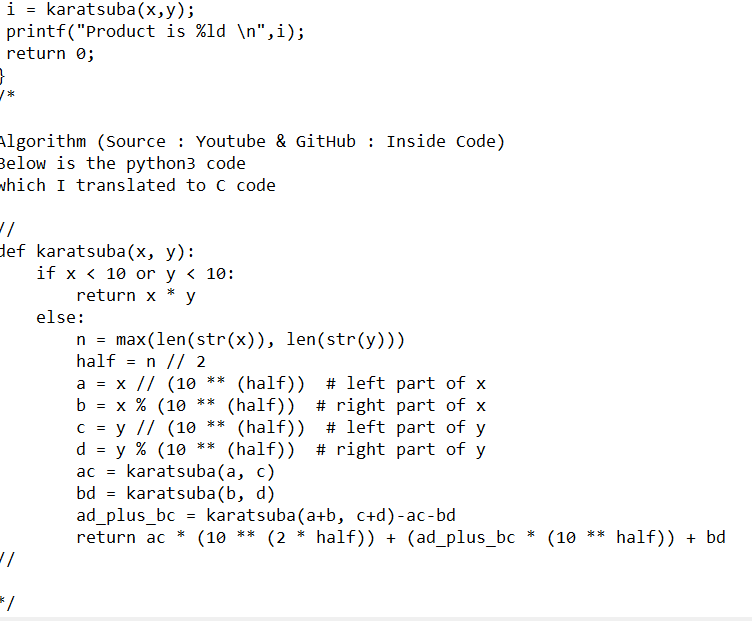 i = karatsuba(x,y);
printf("Product is %ld \n",i);
return 0;
}
/*
Algorithm (Source : Youtube & GitHub : Inside Code)
Below is the python3 code
which I translated to C code
//
def karatsuba(x, y):
    if x < 10 or y < 10:
        return x * y
    else:
        n = max(len(str(x)), len(str(y)))
        half = n // 2
        a = x // (10 ** (half))  # left part of x
        b = x % (10 ** (half))  # right part of x
        c = y // (10 ** (half))  # left part of y
        d = y % (10 ** (half))  # right part of y
        ac = karatsuba(a, c)
        bd = karatsuba(b, d)
        ad_plus_bc = karatsuba(a+b, c+d)-ac-bd
        return ac * (10 ** (2 * half)) + (ad_plus_bc * (10 ** half)) + bd
//
*/